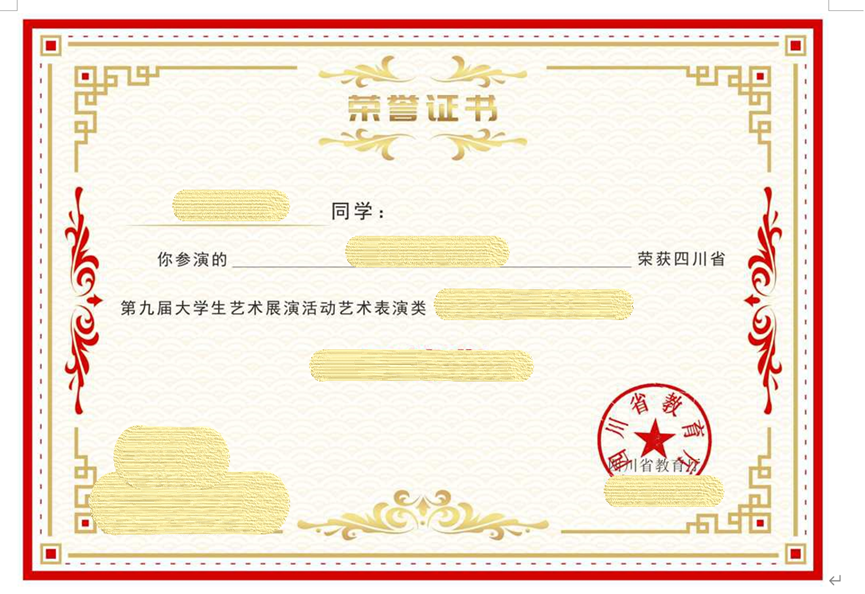 荣誉证书
同学：
你参演的 荣获四川省
第九届大学生艺术展演活动艺术表演类
四川省教育厅
四川省教育厅